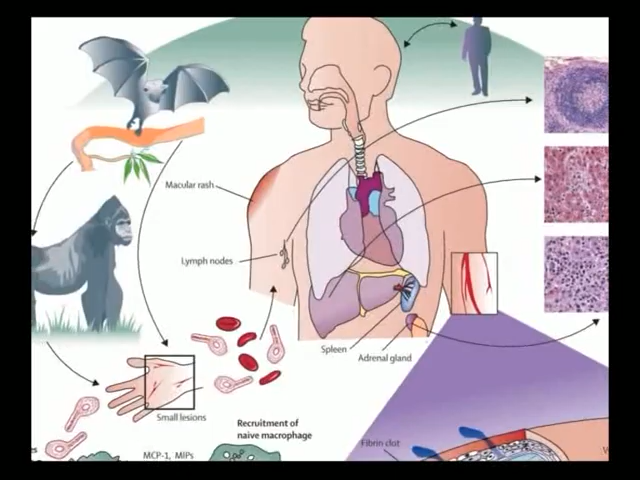 Macular rash
Lymph nodes
Spleen
Adrenal gland
Small lesions
Recruitment of
naive macrophage
Fibrin clot
MCP-1, MIPs